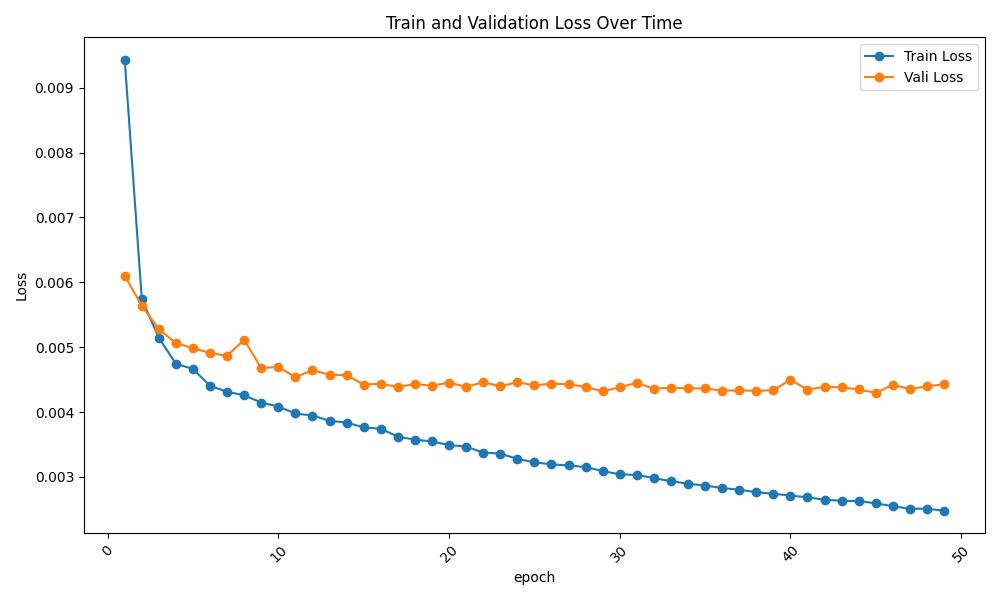 Train and Validation Loss Over Time
Train Loss
Vali Loss
Loss
0.009
0.008
0.007
0.006
0.005
0.004
0.003
0
10
20
30
40
50
epoch